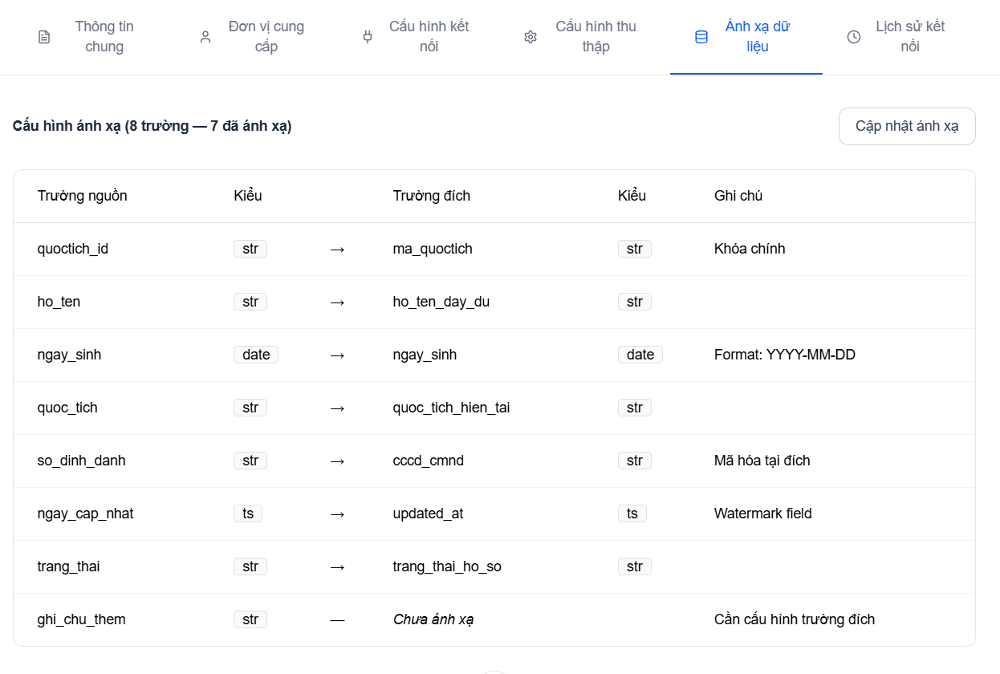 Thông tin chung
Đơn vị cung cấp
Cấu hình kết nối
Cấu hình thu thập
Ánh xạ dữ liệu
Lịch sử kết nối
Cấu hình ánh xạ (8 trường — 7 đã ánh xạ)
Cập nhật ánh xạ
Trường nguồn Kiểu Trường đích Kiểu Ghi chú
quoctich_id str → ma_quoctich str Khóa chính
ho_ten str → ho_ten_day_du str
ngay_sinh date → ngay_sinh date Format: YYYY-MM-DD
quoc_tich str → quoc_tich_hien_tai str
so_dinh_danh str → cccd_cmnd str Mã hóa tại đích
ngay_cap_nhat ts → updated_at ts Watermark field
trang_thai str → trang_thai_ho_so str
ghi_chu_them str — Chưa ánh xạ Cần cấu hình trường đích